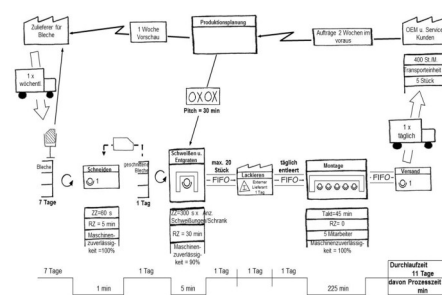 Zulieferer für
Bleche
1 Woche
Vorschau
Produktionsplanung
Aufträge 2 Wochen im
voraus
OEM u. Service
Kunden
1 x
wöchentl
OXOX
Pitch = 30 min
400 St./M.
Transporteinheit
5 Stück
1 x
täglich
Bleche
7 Tage
Schneiden
1
geschnittene
Bleche
1 Tag
Schweißen u.
Entgraten
max. 20
Stück
FIFO
Lackieren
Externer
Lieferant
1 Tag
täglich
entleert
FIFO
Montage
FIFO
Versand
1
ZZ=60 s
RZ = 5 min
Maschinen-
zuverlässig-
keit =100%
ZZ=300 s x Anz.
Schweißungen/Schrank
RZ = 30 min
Maschinen-
zuverlässig-
keit = 90%
Takt=45 min
RZ= 0
5 Mitarbeiter
Maschinenzuverlässig-
keit = 100%
7 Tage
1 Tag
1 Tag
1 Tag
1 Tag
1 min
5 min
225 min
Durchlaufzeit
11 Tage
davon Prozesszeit
min